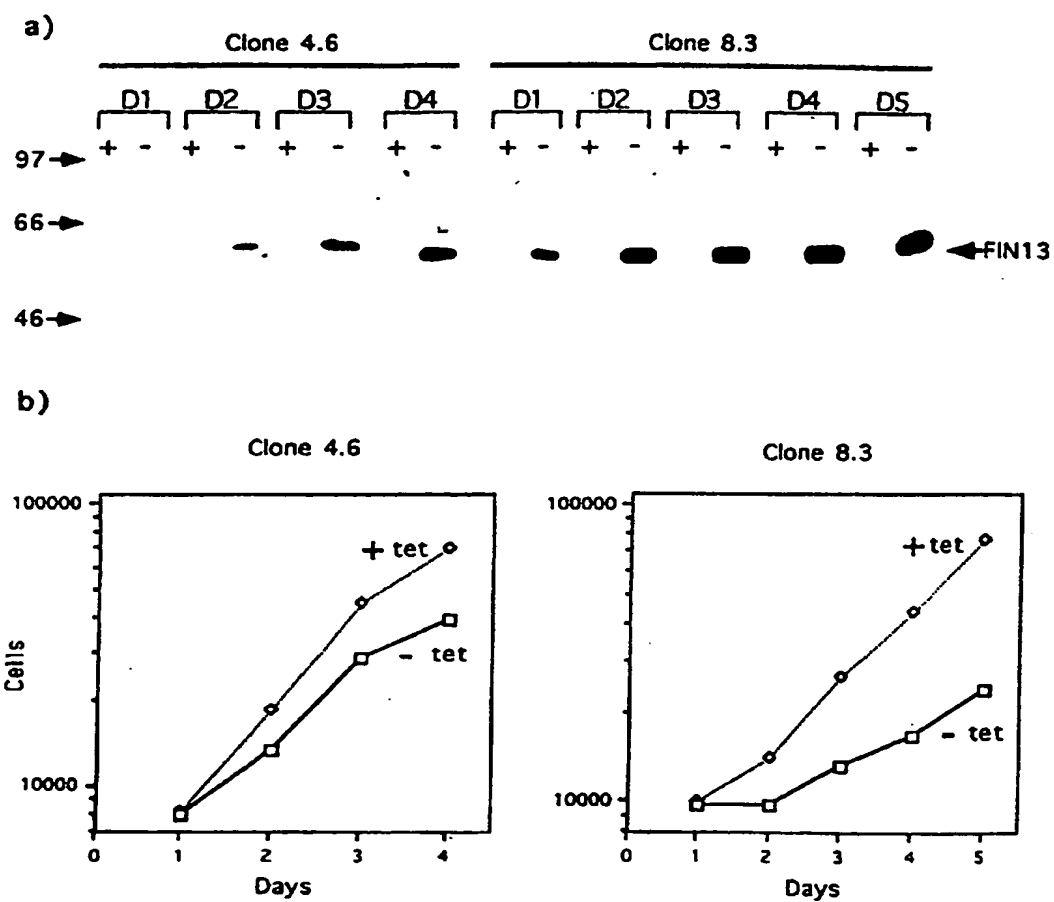 a)
Clone 4.6 Clone 8.3
D1 D2 D3 D4 D1 D2 D3 D4 D5
+ - + - + - + - + - + - + - + - + -
97
66
FIN13
46
b)
Clone 4.6
100000
+ tet
- tet
Cells
10000
0 1 2 3 4
Days
Clone 8.3
100000
+ tet
- tet
10000
0 1 2 3 4 5
Days